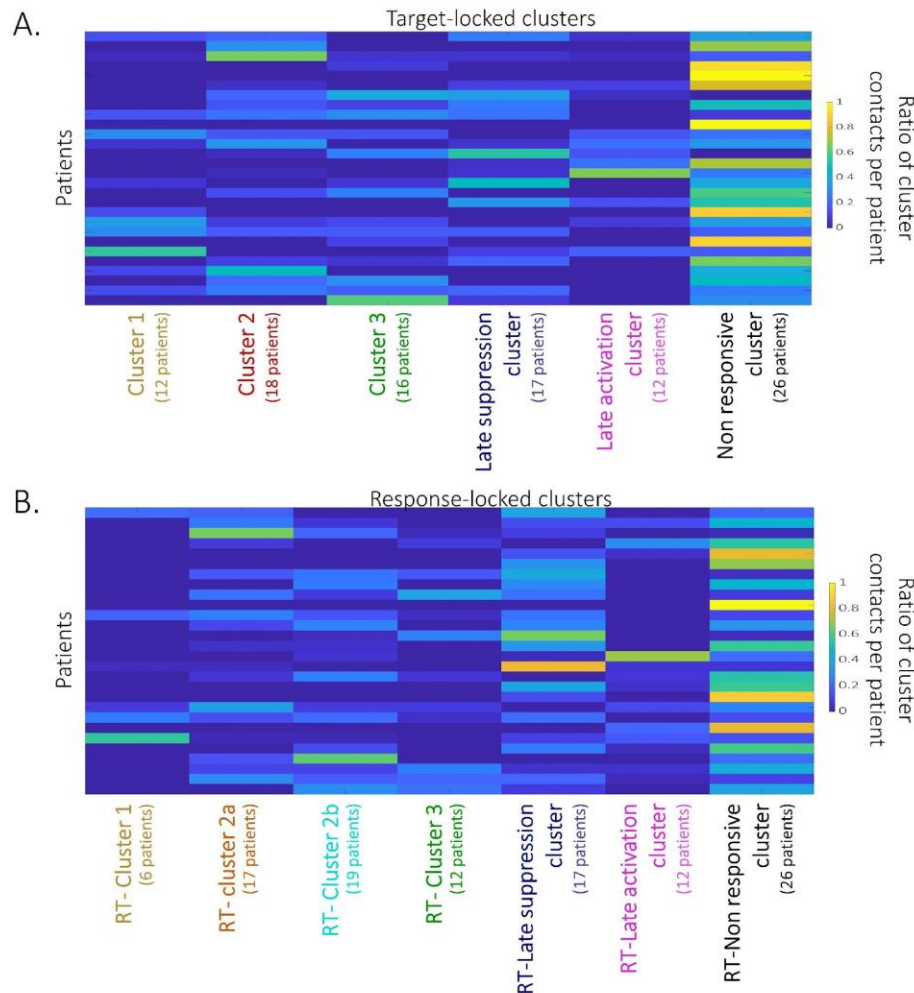 A.
Target-locked clusters
Patients
1
0.8
0.6
0.4
0.2
0
Ratio of cluster
contacts per patient
Cluster 1
(12 patients)
Cluster 2
(18 patients)
Cluster 3
(16 patients)
Late suppression
cluster
(17 patients)
Late activation
cluster
(12 patients)
Non responsive
cluster
(26 patients)
B.
Response-locked clusters
Patients
1
0.8
0.6
0.4
0.2
0
Ratio of cluster
contacts per patient
RT- Cluster 1
(6 patients)
RT- cluster 2a
(17 patients)
RT- Cluster 2b
(19 patients)
RT- Cluster 3
(12 patients)
RT-Late suppression
cluster
(17 patients)
RT-Late activation
cluster
(12 patients)
RT-Non responsive
cluster
(26 patients)